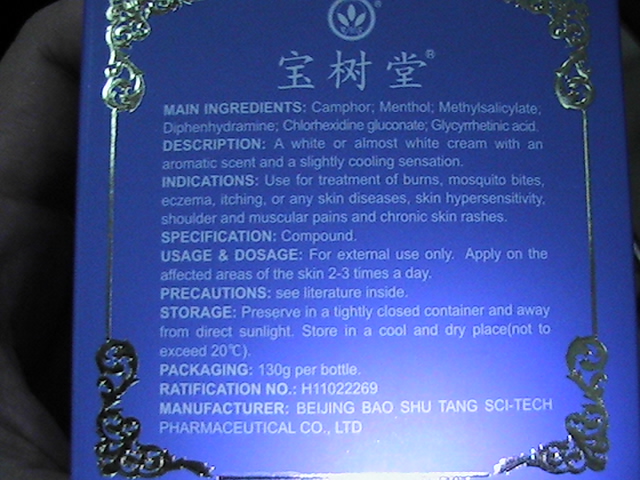 ®
宝树堂®
MAIN INGREDIENTS: Camphor; Menthol; Methylsalicylate;
Diphenhydramine; Chlorhexidine gluconate; Glycyrrhetinic acid.
DESCRIPTION: A white or almost white cream with an
aromatic scent and a slightly cooling sensation.
INDICATIONS: Use for treatment of burns, mosquito bites,
eczema, itching, or any skin diseases, skin hypersensitivity,
shoulder and muscular pains and chronic skin rashes.
SPECIFICATION: Compound.
USAGE & DOSAGE: For external use only. Apply on the
affected areas of the skin 2-3 times a day.
PRECAUTIONS: see literature inside.
STORAGE: Preserve in a tightly closed container and away
from direct sunlight. Store in a cool and dry place(not to
exceed 20℃).
PACKAGING: 130g per bottle.
RATIFICATION NO.: H11022269
MANUFACTURER: BEIJING BAO SHU TANG SCI-TECH
PHARMACEUTICAL CO., LTD